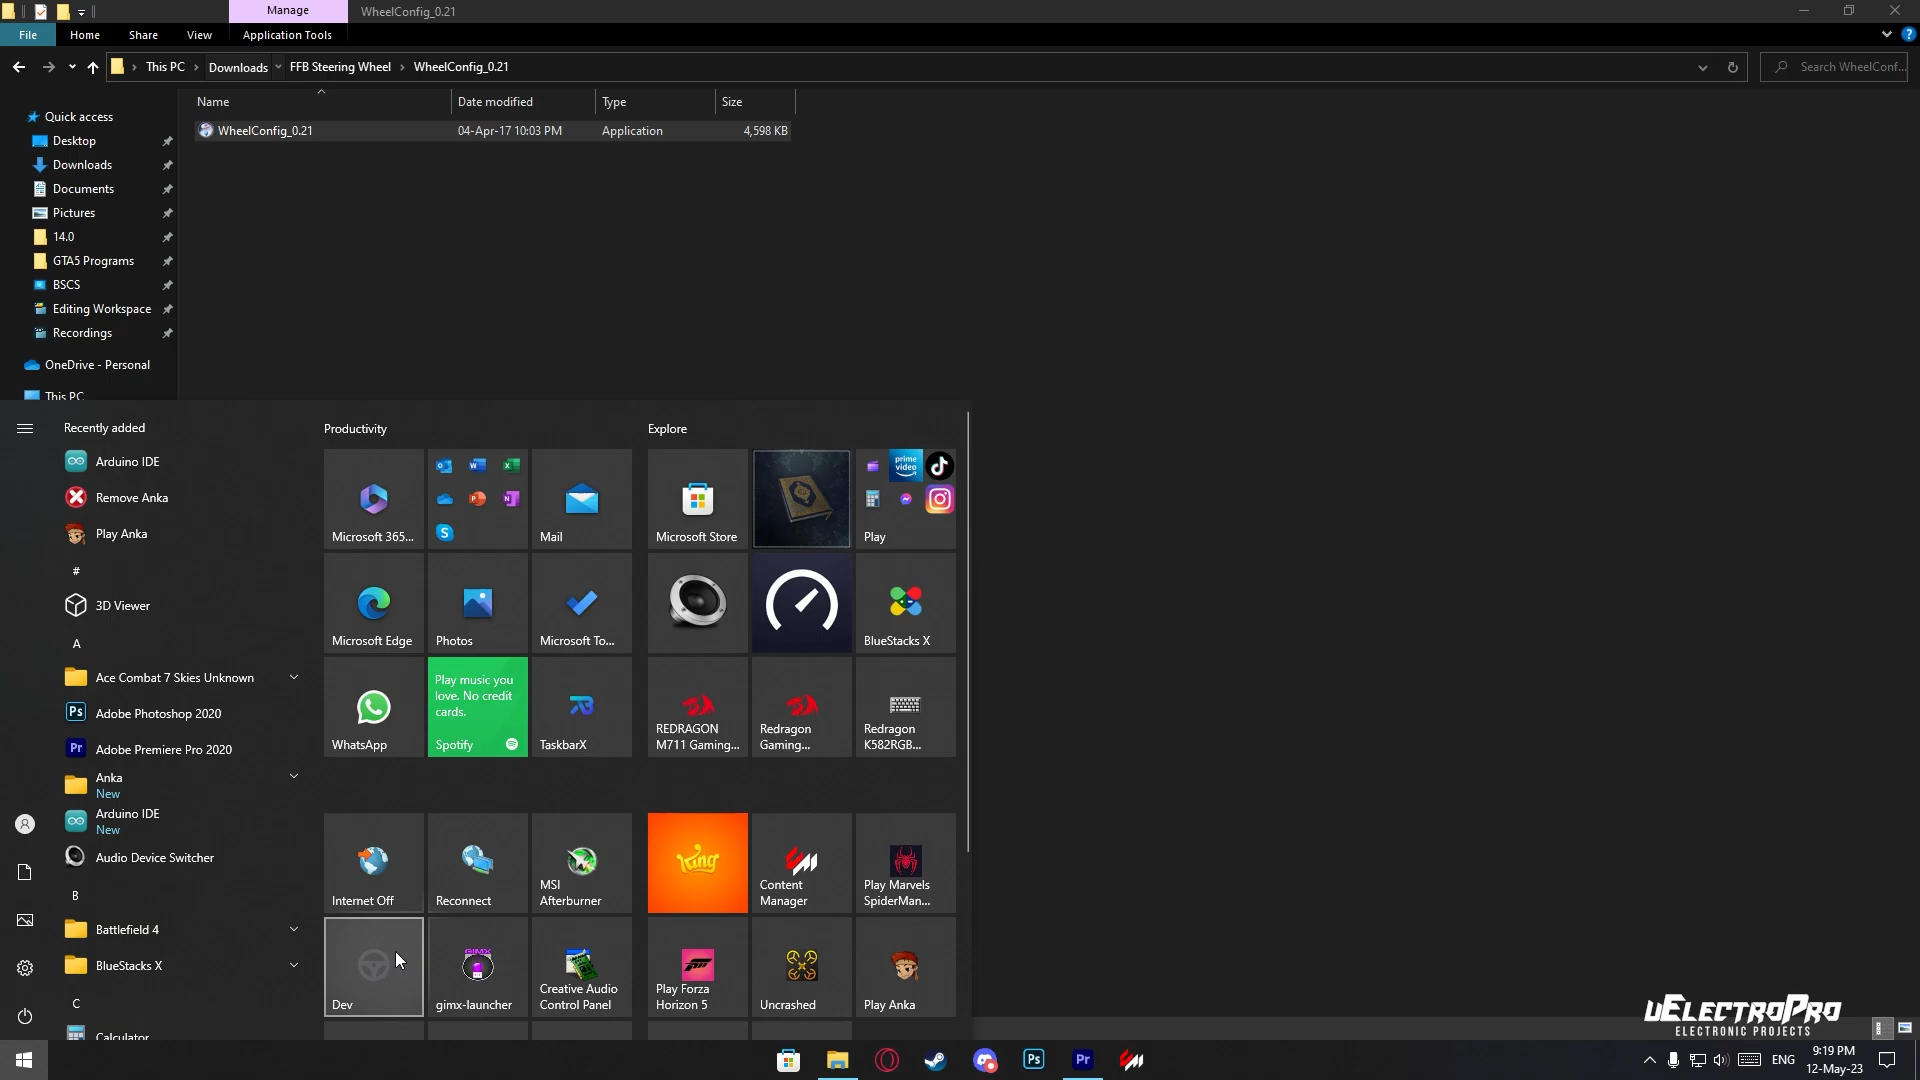 Manage
WheelConfig_0.21
File
Home
Share
View
Application Tools
?
This PC
Downloads
FFB Steering Wheel
WheelConfig_0.21
Search WheelConf...
Name
Date modified
Type
Size
WheelConfig_0.21
04-Apr-17 10:03 PM
Application
4,598 KB
Quick access
Desktop
Downloads
Documents
Pictures
14.0
GTA5 Programs
BSCS
Editing Workspace
Recordings
OneDrive - Personal
This PC
Recently added
Arduino IDE
Remove Anka
Play Anka
#
3D Viewer
A
Ace Combat 7 Skies Unknown
Ps
Adobe Photoshop 2020
Pr
Adobe Premiere Pro 2020
Anka
New
Arduino IDE
New
Audio Device Switcher
B
Battlefield 4
BlueStacks X
C
Calculator
Productivity
Microsoft 365...
Mail
Microsoft Edge
Photos
Microsoft To...
WhatsApp
Play music you
love. No credit
cards.
Spotify
TaskbarX
Explore
Microsoft Store
prime
video
Play
BlueStacks X
REDRAGON
M711 Gaming...
Redragon
Gaming...
Redragon
K582RGB...
Internet Off
Reconnect
MSI
Afterburner
King
Content
Manager
Play Marvels
SpiderMan...
Dev
GIMX
gimx-launcher
Creative Audio
Control Panel
Play Forza
Horizon 5
Uncrashed
Play Anka
uElectroPro
ELECTRONIC PROJECTS
Ps
Pr
ENG
9:19 PM
12-May-23